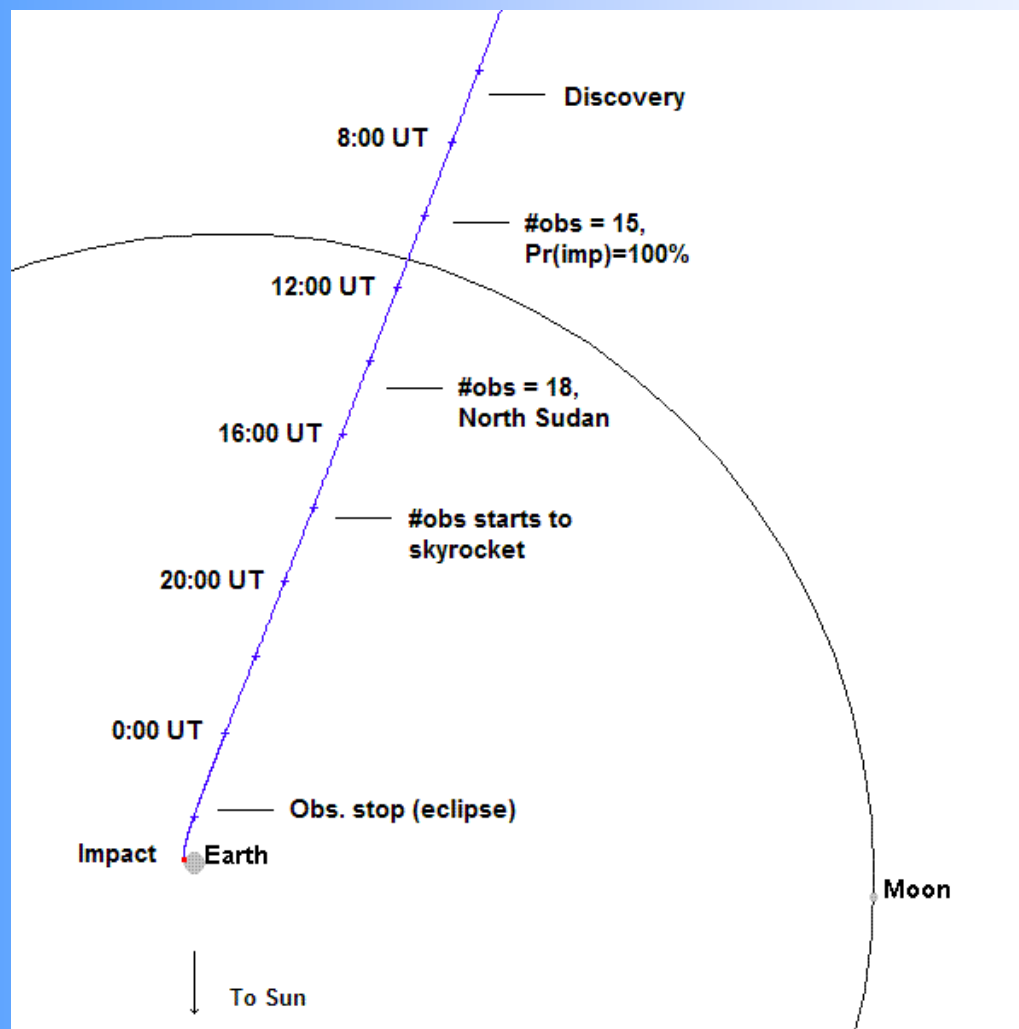 Discovery
8:00 UT
#obs = 15,
Pr(imp)=100%
12:00 UT
#obs = 18,
North Sudan
16:00 UT
#obs starts to
skyrocket
20:00 UT
0:00 UT
Obs. stop (eclipse)
Impact
Earth
Moon
To Sun